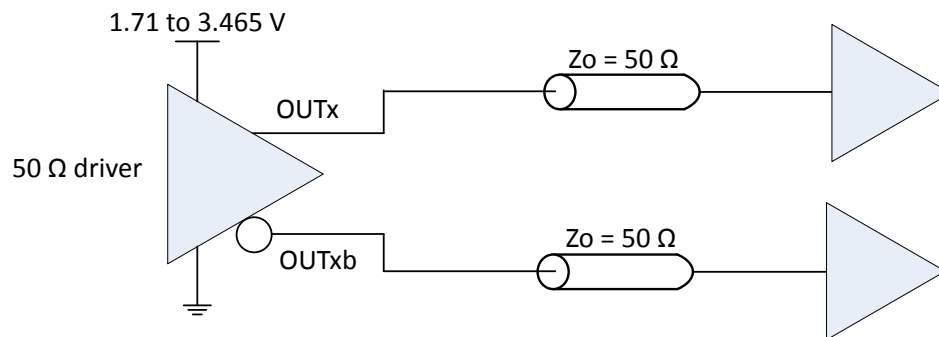 1.71 to 3.465 V
Zo = 50 Ω
OUTx
50 Ω driver
Zo = 50 Ω
OUTxb